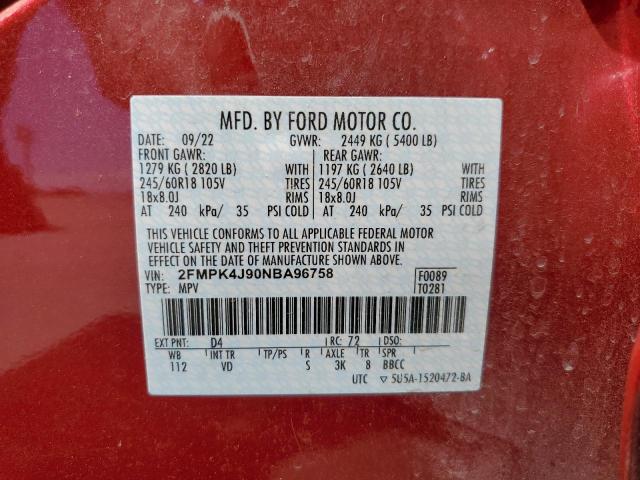 MFD. BY FORD MOTOR CO.
DATE: 09/22 GVWR: 2449 KG ( 5400 LB)
FRONT GAWR: REAR GAWR:
1279 KG ( 2820 LB) WITH 1197 KG ( 2640 LB) WITH
245/60R18 105V TIRES 245/60R18 105V TIRES
18x8.0J RIMS 18x8.0J RIMS
AT 240 kPa/ 35 PSI COLD AT 240 kPa/ 35 PSI COLD
THIS VEHICLE CONFORMS TO ALL APPLICABLE FEDERAL MOTOR
VEHICLE SAFETY AND THEFT PREVENTION STANDARDS IN
EFFECT ON THE DATE OF MANUFACTURE SHOWN ABOVE.
VIN: 2FMPK4J90NBA96758 F0089
TYPE: MPV T0281
EXT PNT: D4 RC: 72 DSO:
WB INT TR TP/PS R AXLE TR SPR
112 VD S 3K 8 BBCC
UTC ▽ 5U5A-1520472-BA